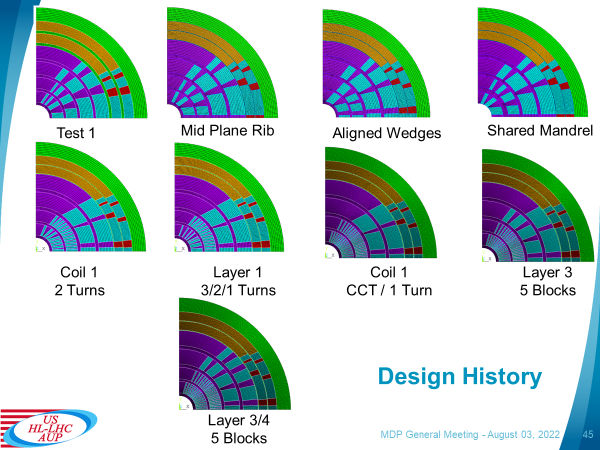 Test 1
Mid Plane Rib
Aligned Wedges
Shared Mandrel
Coil 1
2 Turns
Layer 1
3/2/1 Turns
Coil 1
CCT / 1 Turn
Layer 3
5 Blocks
Layer 3/4
5 Blocks
Design History
US
HL-LHC
AUP
MDP General Meeting - August 03, 2022
45